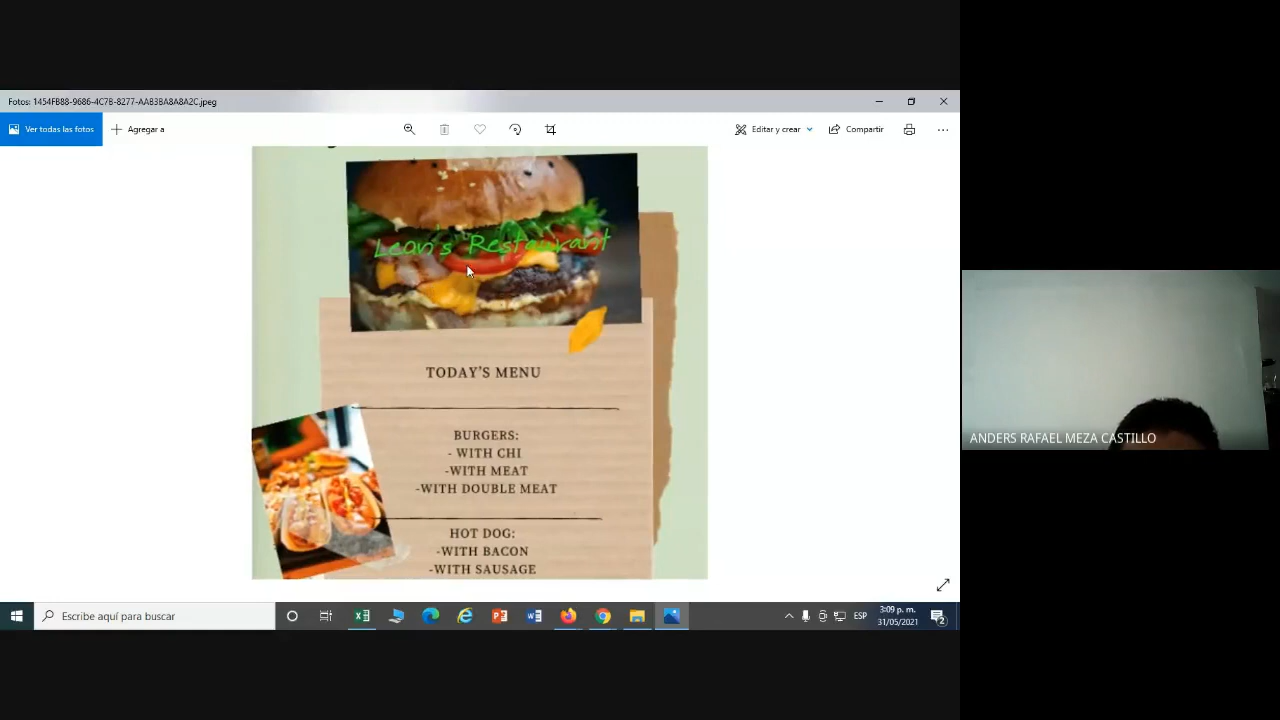 Fotos: 1454FB88-9686-4C7B-8277-AA83BA8A8A2C.jpeg
Ver todas las fotos
Agregar a
Editar y crear
Compartir
Leon's Restaurant
TODAY'S MENU
BURGERS:
- WITH CHI
-WITH MEAT
-WITH DOUBLE MEAT
HOT DOG:
-WITH BACON
-WITH SAUSAGE
ANDERS RAFAEL MEZA CASTILLO
Escribe aquí para buscar
ESP
3:09 p. m.
31/05/2021
2